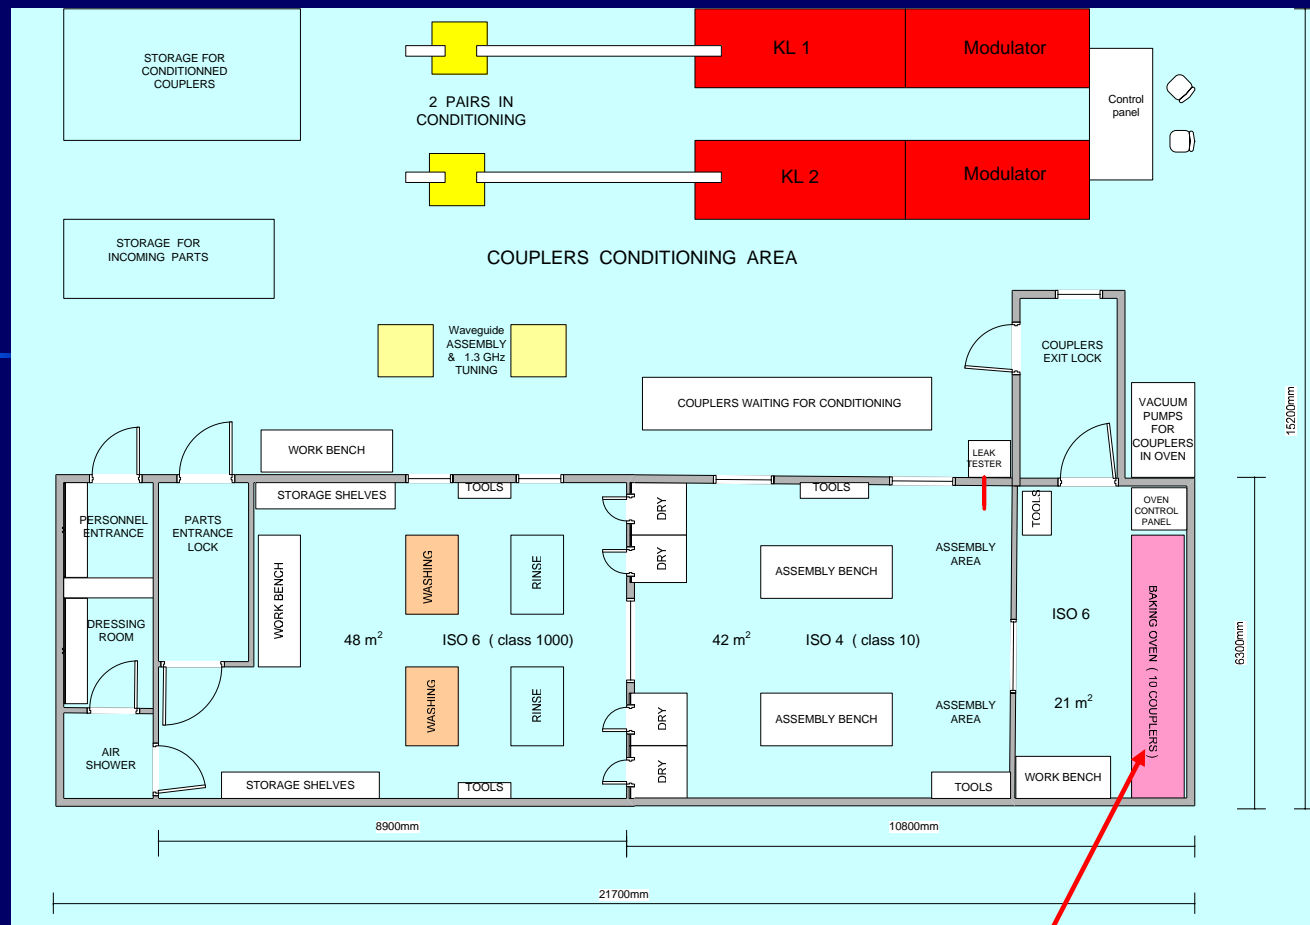 STORAGE FOR
CONDITIONNED
COUPLERS
2 PAIRS IN
CONDITIONING
KL 1
Modulator
Control
panel
KL 2
Modulator
STORAGE FOR
INCOMING PARTS
COUPLERS CONDITIONING AREA
Waveguide
ASSEMBLY
& 1.3 GHz
TUNING
COUPLERS
EXIT LOCK
COUPLERS WAITING FOR CONDITIONING
VACUUM
PUMPS
FOR
COUPLERS
IN OVEN
15200mm
WORK BENCH
LEAK
TESTER
STORAGE SHELVES
TOOLS
TOOLS
TOOLS
OVEN
CONTROL
PANEL
PERSONNEL
ENTRANCE
PARTS
ENTRANCE
LOCK
DRY
DRY
WASHING
RINSE
ASSEMBLY BENCH
ASSEMBLY
AREA
WORK BENCH
DRESSING
ROOM
48 m²
ISO 6 ( class 1000)
42 m²
ISO 4 ( class 10)
ISO 6
21 m²
BAKING OVEN ( 10 COUPLERS )
6300mm
WASHING
RINSE
DRY
DRY
ASSEMBLY BENCH
ASSEMBLY
AREA
AIR
SHOWER
STORAGE SHELVES
TOOLS
TOOLS
WORK BENCH
8900mm
10800mm
21700mm